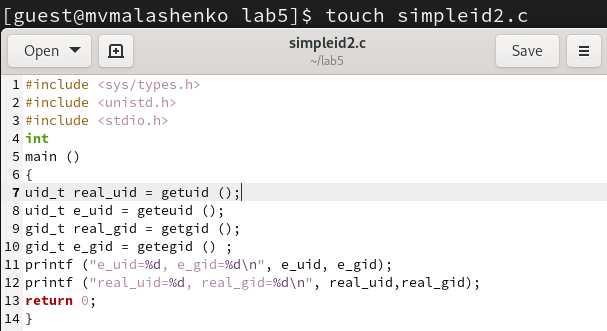 [guest@mvmalashenko lab5]$ touch simpleid2.c
Open
simpleid2.c
~/lab5
Save
1 #include <sys/types.h>
2 #include <unistd.h>
3 #include <stdio.h>
4 int
5 main ()
6 {
7 uid_t real_uid = getuid ();
8 uid_t e_uid = geteuid ();
9 gid_t real_gid = getgid ();
10 gid_t e_gid = getegid () ;
11 printf ("e_uid=%d, e_gid=%d\n", e_uid, e_gid);
12 printf ("real_uid=%d, real_gid=%d\n", real_uid,real_gid);
13 return 0;
14 }